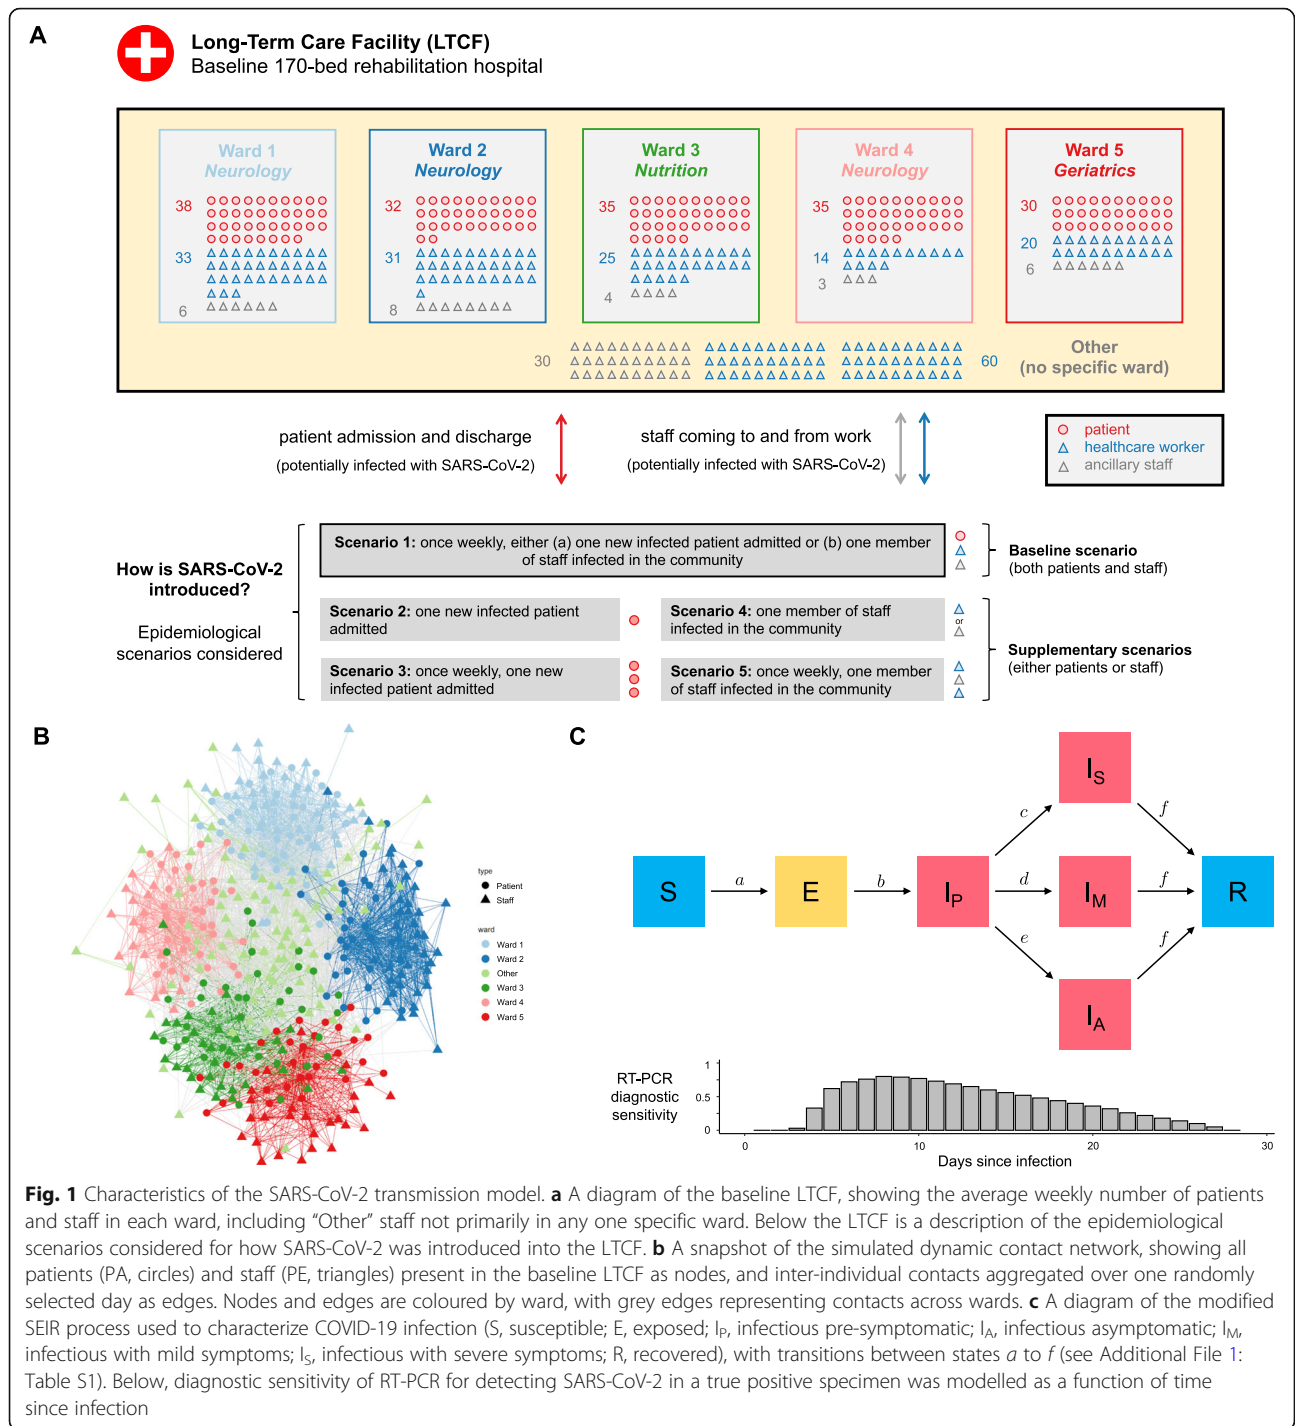 A
Long-Term Care Facility (LTCF)
Baseline 170-bed rehabilitation hospital
Ward 1
Neurology
38
33
6
Ward 2
Neurology
32
31
8
Ward 3
Nutrition
35
25
4
Ward 4
Neurology
35
14
3
Ward 5
Geriatrics
30
20
6
30
60
Other
(no specific ward)
patient admission and discharge
(potentially infected with SARS-CoV-2)
staff coming to and from work
(potentially infected with SARS-CoV-2)
patient
healthcare worker
ancillary staff
How is SARS-CoV-2
introduced?
Epidemiological
scenarios considered
Scenario 1: once weekly, either (a) one new infected patient admitted or (b) one member
of staff infected in the community
Baseline scenario
(both patients and staff)
Scenario 2: one new infected patient
admitted
Scenario 4: one member of staff
infected in the community
or
Scenario 3: once weekly, one new
infected patient admitted
Scenario 5: once weekly, one member
of staff infected in the community
Supplementary scenarios
(either patients or staff)
B
type
Patient
Staff
ward
Ward 1
Ward 2
Other
Ward 3
Ward 4
Ward 5
C
S
a
E
b
I_P
c
d
e
I_S
I_M
I_A
f
f
f
R
RT-PCR
diagnostic
sensitivity
1
0.5
0
0
10
20
30
Days since infection
Fig. 1 Characteristics of the SARS-CoV-2 transmission model. a A diagram of the baseline LTCF, showing the average weekly number of patients
and staff in each ward, including “Other” staff not primarily in any one specific ward. Below the LTCF is a description of the epidemiological
scenarios considered for how SARS-CoV-2 was introduced into the LTCF. b A snapshot of the simulated dynamic contact network, showing all
patients (PA, circles) and staff (PE, triangles) present in the baseline LTCF as nodes, and inter-individual contacts aggregated over one randomly
selected day as edges. Nodes and edges are coloured by ward, with grey edges representing contacts across wards. c A diagram of the modified
SEIR process used to characterize COVID-19 infection (S, susceptible; E, exposed; I_P, infectious pre-symptomatic; I_A, infectious asymptomatic; I_M,
infectious with mild symptoms; I_S, infectious with severe symptoms; R, recovered), with transitions between states a to f (see Additional File 1:
Table S1). Below, diagnostic sensitivity of RT-PCR for detecting SARS-CoV-2 in a true positive specimen was modelled as a function of time
since infection